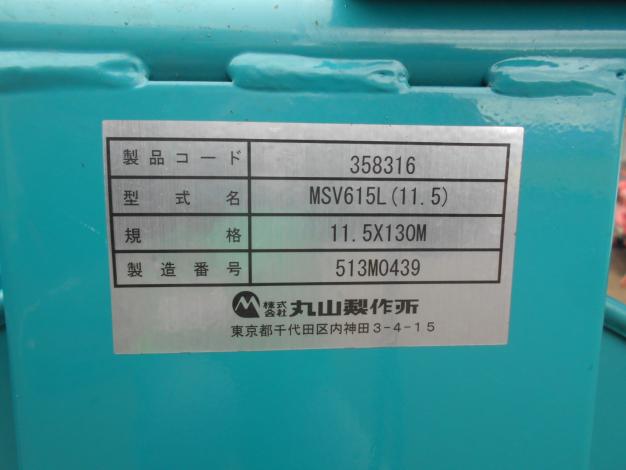 製品コード 358316
型式名 MSV615L(11.5)
規格 11.5X130M
製造番号 513M0439
株式会社 丸山製作所
東京都千代田区内神田3-4-15